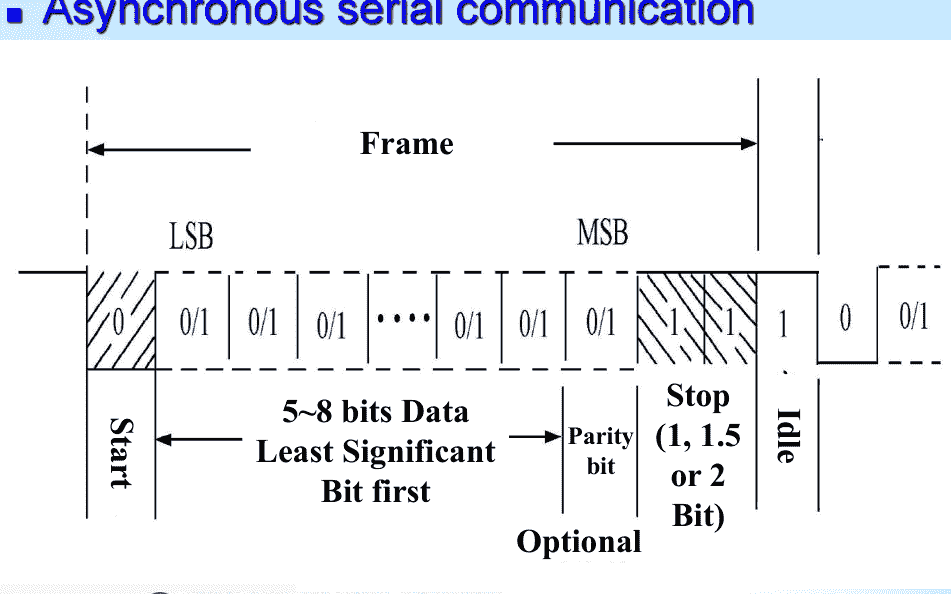 Asynchronous serial communication
Frame
LSB
MSB
0
0/1
0/1
0/1
....
0/1
0/1
0/1
1
1
1
0
0/1
Start
5~8 bits Data
Least Significant
Bit first
Parity
bit
Optional
Stop
(1, 1.5
or 2
Bit)
Idle